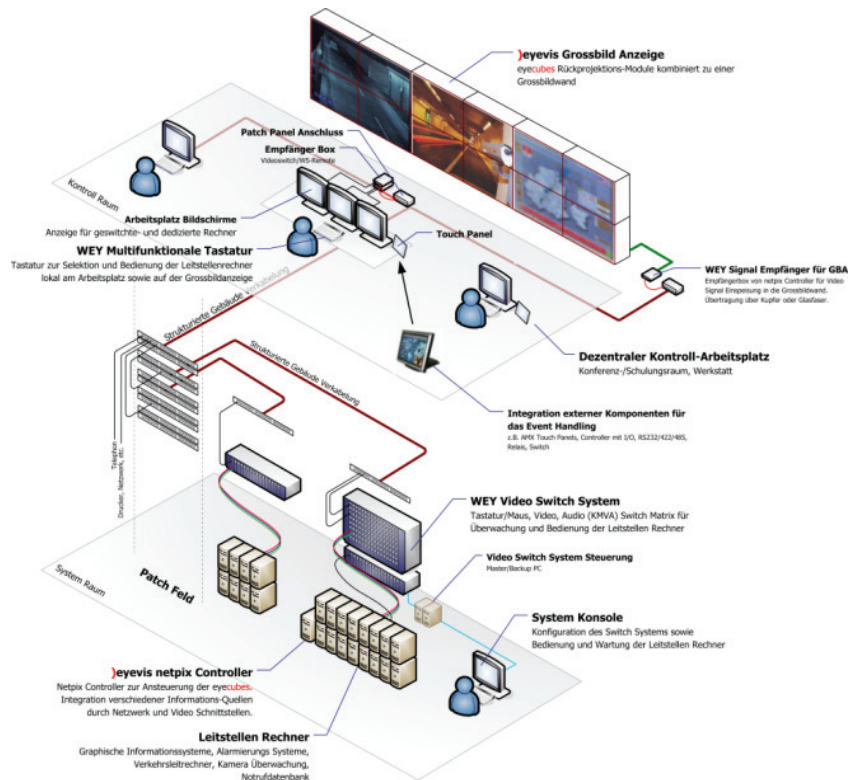 }eyevis Grossbild Anzeige
eyecubes Rückprojektions-Module kombiniert zu einer
Grossbildwand
Patch Panel Anschluss
Empfänger Box
Videoswitch/WS-Remote
Kontroll Raum
Arbeitsplatz Bildschirme
Anzeige für geswitchte- und dedizierte Rechner
Touch Panel
WEY Multifunktionale Tastatur
Tastatur zur Selektion und Bedienung der Leitstellenrechner
lokal am Arbeitsplatz sowie auf der Grossbildanzeige
WEY Signal Empfänger für GBA
Empfängerbox von netpix Controller für Video
Signal Einspeisung in die Grossbildwand.
Übertragung über Kupfer oder Glasfaser.
Strukturierte Gebäude Verkabelung
Strukturierte Gebäude Verkabelung
Dezentraler Kontroll-Arbeitsplatz
Konferenz-/Schulungsraum, Werkstatt
Integration externer Komponenten für
das Event Handling
z.B. AMX Touch Panels, Controller mit I/O, RS232/422/485,
Relais, Switch
Telephon
Drucker, Netzwerk, etc.
WEY Video Switch System
Tastatur/Maus, Video, Audio (KMVA) Switch Matrix für
Überwachung und Bedienung der Leitstellen Rechner
Video Switch System Steuerung
Master/Backup PC
System Raum
Patch Feld
System Konsole
Konfiguration des Switch Systems sowie
Bedienung und Wartung der Leitstellen Rechner
}eyevis netpix Controller
Netpix Controller zur Ansteuerung der eyecubes.
Integration verschiedener Informations-Quellen
durch Netzwerk und Video Schnittstellen.
Leitstellen Rechner
Graphische Informationssysteme, Alarmierungs Systeme,
Verkehrsleitrechner, Kamera Überwachung,
Notrufdatenbank